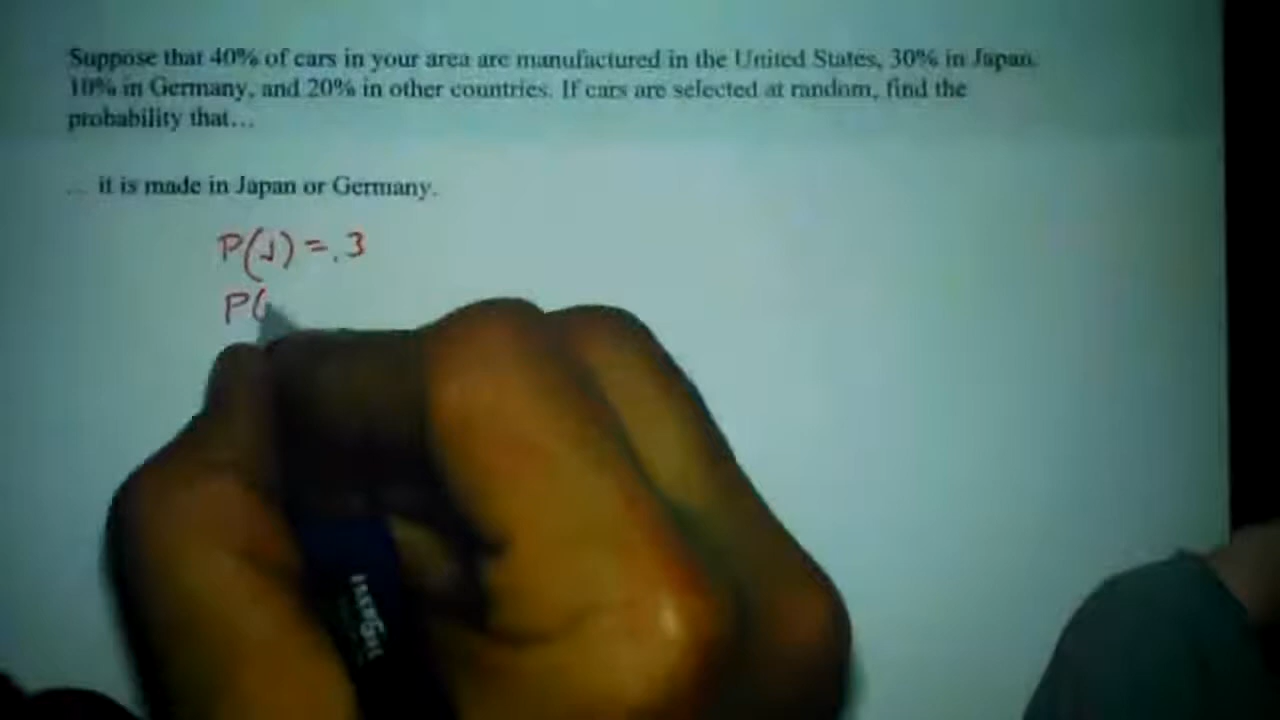 Suppose that 40% of cars in your area are manufactured in the United States, 30% in Japan,
10% in Germany, and 20% in other countries. If cars are selected at random, find the
probability that…
… it is made in Japan or Germany.
P(J) = .3
P(